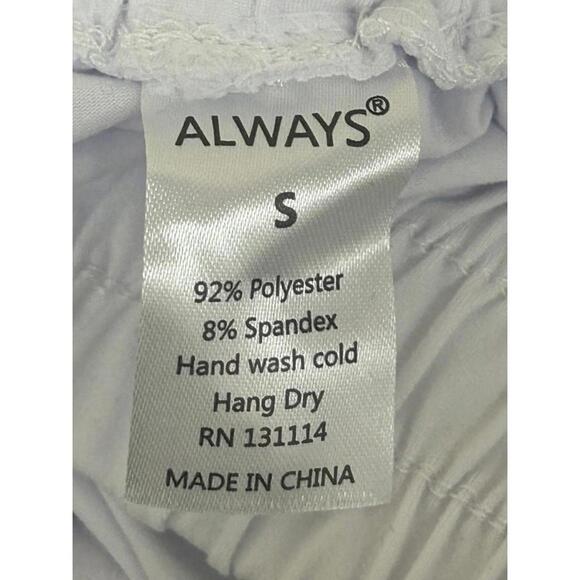 ALWAYS®
S
92% Polyester
8% Spandex
Hand wash cold
Hang Dry
RN 131114
MADE IN CHINA